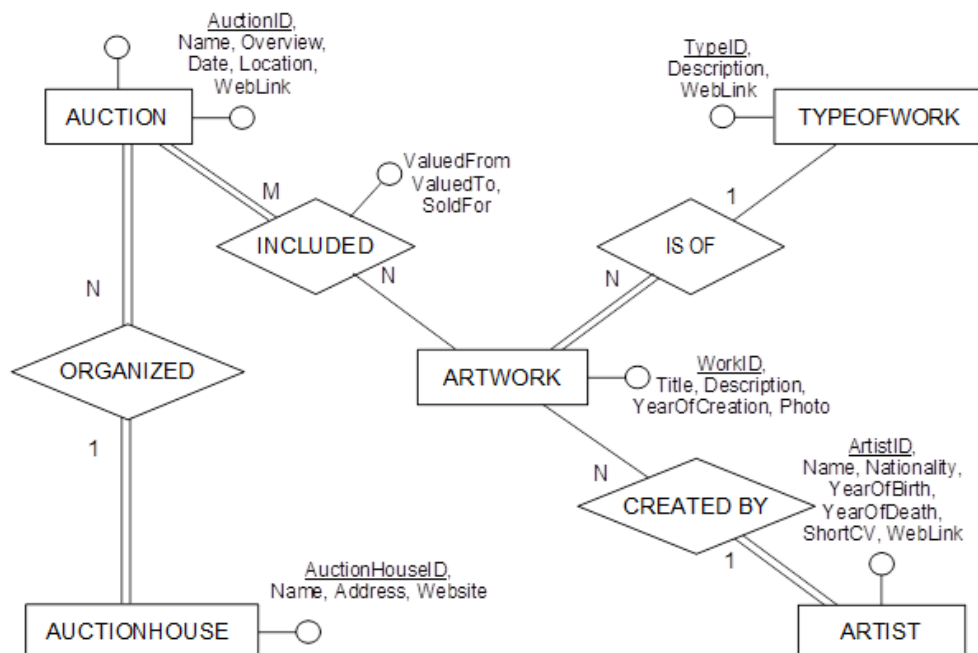 AuctionID,
Name, Overview,
Date, Location,
WebLink
AUCTION
TypeID,
Description,
WebLink
TYPEOFWORK
M
ValuedFrom
ValuedTo,
SoldFor
INCLUDED
N
1
IS OF
N
N
ORGANIZED
1
ARTWORK
WorkID,
Title, Description,
YearOfCreation, Photo
N
CREATED BY
1
ArtistID,
Name, Nationality,
YearOfBirth,
YearOfDeath,
ShortCV, WebLink
AuctionHouseID,
Name, Address, Website
AUCTIONHOUSE
ARTIST